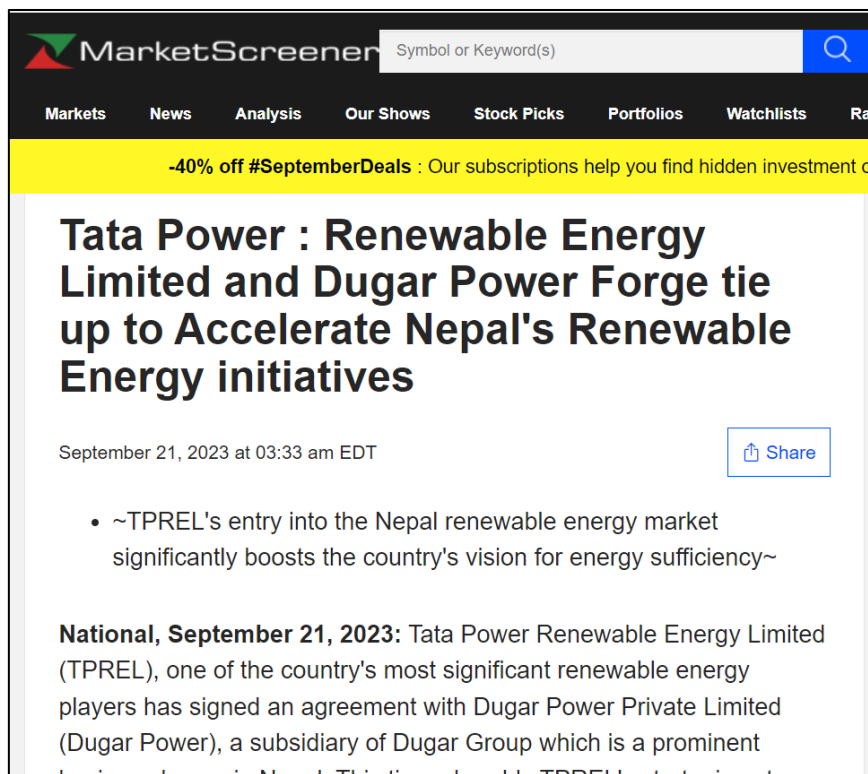 MarketScreener
Symbol or Keyword(s)
Markets News Analysis Our Shows Stock Picks Portfolios Watchlists Ra
-40% off #SeptemberDeals : Our subscriptions help you find hidden investment
Tata Power : Renewable Energy
Limited and Dugar Power Forge tie
up to Accelerate Nepal's Renewable
Energy initiatives
September 21, 2023 at 03:33 am EDT
Share
• ~TPREL's entry into the Nepal renewable energy market
significantly boosts the country's vision for energy sufficiency~
National, September 21, 2023: Tata Power Renewable Energy Limited
(TPREL), one of the country's most significant renewable energy
players has signed an agreement with Dugar Power Private Limited
(Dugar Power), a subsidiary of Dugar Group which is a prominent